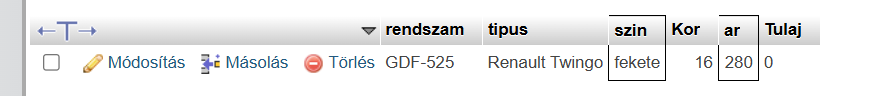 rendszam tipus szin Kor ar Tulaj
Módosítás Másolás Törlés GDF-525 Renault Twingo fekete 16 280 0